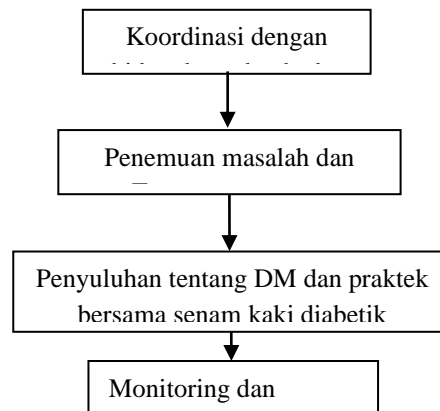 Koordinasi dengan
Penemuan masalah dan
Penyuluhan tentang DM dan praktek
bersama senam kaki diabetik
Monitoring dan